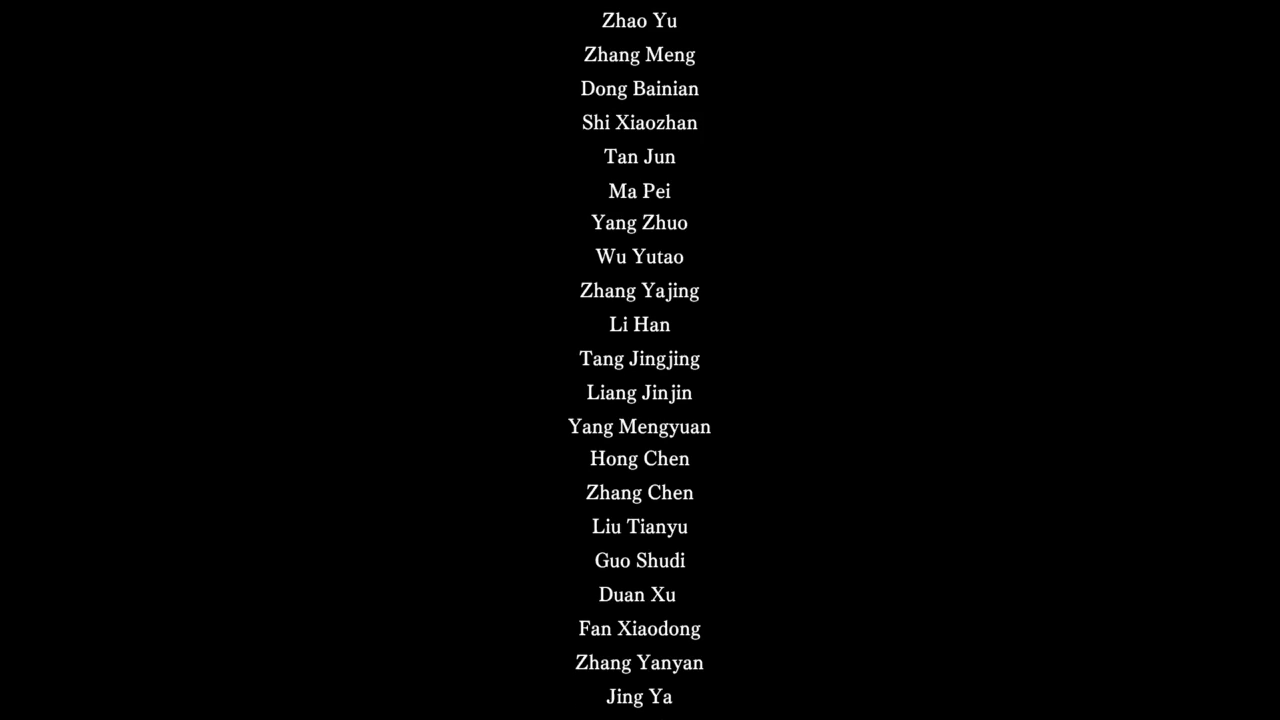 Zhao Yu
Zhang Meng
Dong Bainian
Shi Xiaozhan
Tan Jun
Ma Pei
Yang Zhuo
Wu Yutao
Zhang Yajing
Li Han
Tang Jingjing
Liang Jinjin
Yang Mengyuan
Hong Chen
Zhang Chen
Liu Tianyu
Guo Shudi
Duan Xu
Fan Xiaodong
Zhang Yanyan
Jing Ya